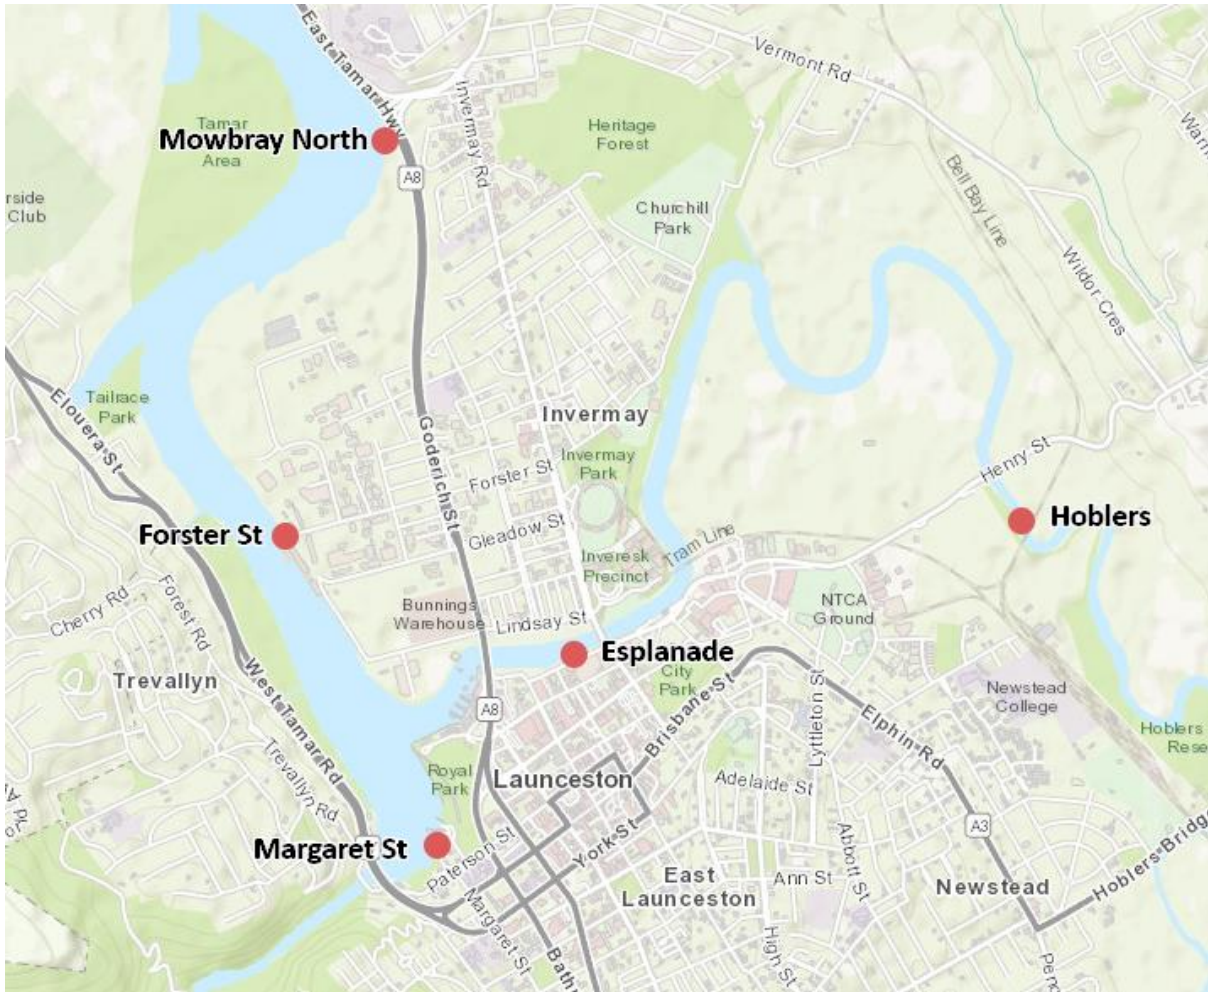 East Tamar Hwy
Vermont Rd
Invermay Rd
Tamar
Area
Mowbray North
Heritage
Forest
A8
Bell Bay Line
rside
Club
Churchill
Park
Wildor Cres
Tailrace
Park
Elouera St
Invermay
Goderich St
Forster St
Invermay
Park
Henry St
Forster St
Gleadow St
Hoblers
Tram Line
Inveresk
Precinct
Cherry Rd
Forest Rd
Bunnings
Warehouse
Lindsay St
NTCA
Ground
Esplanade
Trevallyn
City
Park
Brisbane St
Lyttleton St
Newstead
College
West Tamar Rd
A8
Elphin Rd
Hoblers
Rese
Trevallyn Rd
Royal
Park
Launceston
Adelaide St
Margaret St
Paterson St
York St
Abbott St
A3
Hoblers Bridg
East
Launceston
Ann St
Newstead
Margaret St
High St
Bath